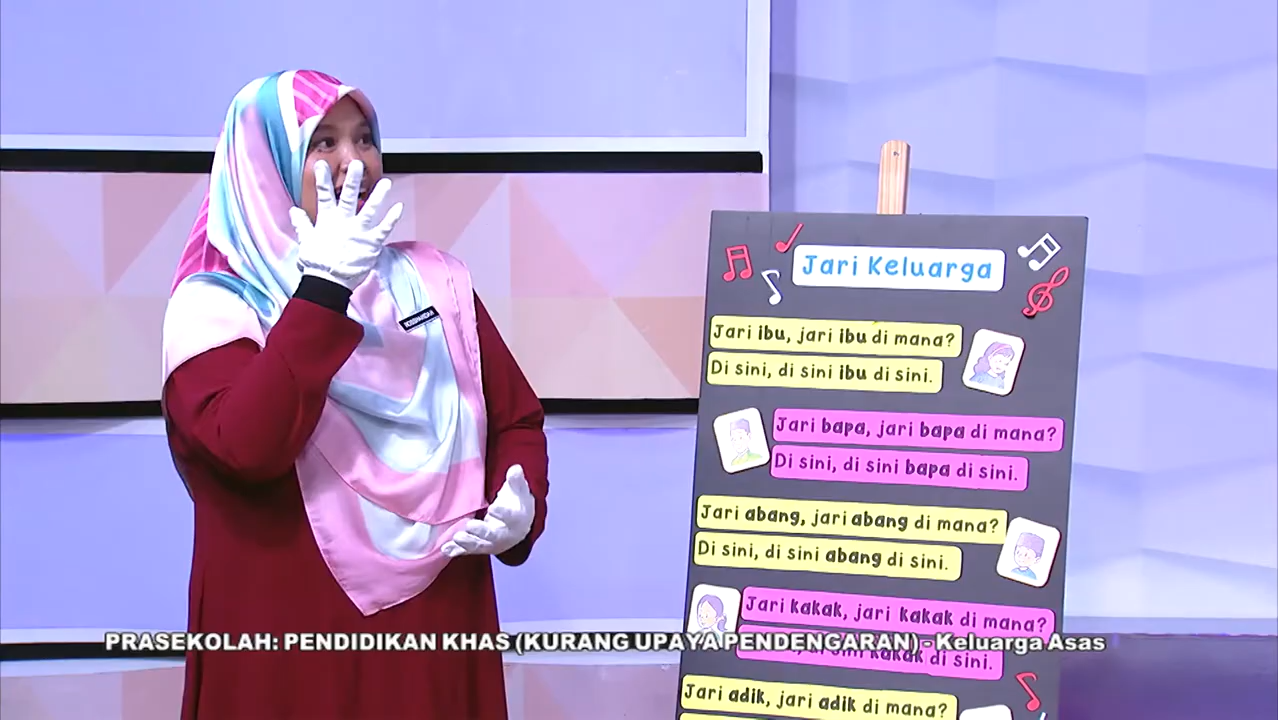 Jari Keluarga
Jari ibu, jari ibu di mana?
Di sini, di sini ibu di sini.
Jari bapa, jari bapa di mana?
Di sini, di sini bapa di sini.
Jari abang, jari abang di mana?
Di sini, di sini abang di sini.
Jari kakak, jari kakak di mana?
di sini kakak di sini.
PRASEKOLAH: PENDIDIKAN KHAS (KURANG UPAYA PENDENGARAN) - Keluarga Asas
Jari adik, jari adik di mana?